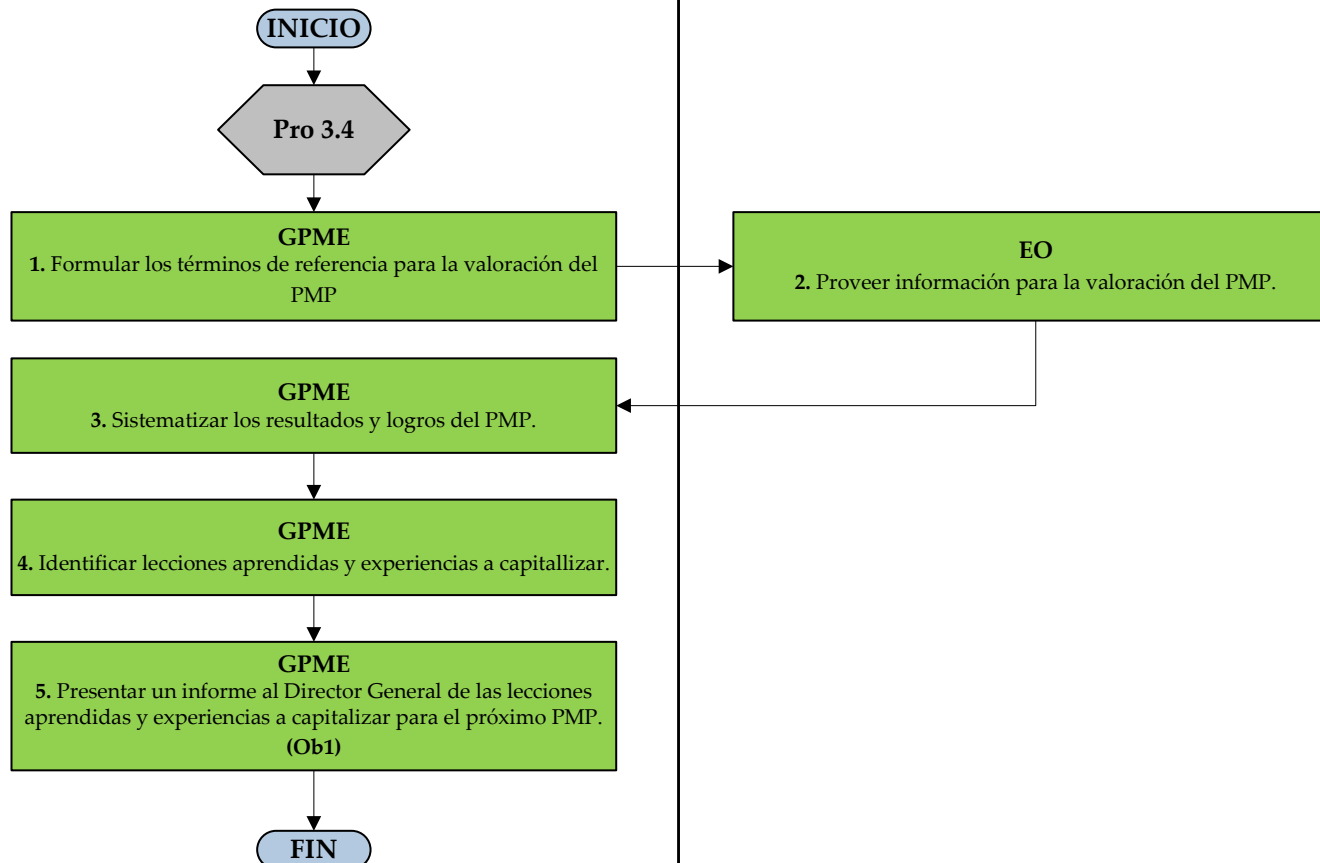 INICIO
Pro 3.4
GPME
1. Formular los términos de referencia para la valoración del
PMP
EO
2. Proveer información para la valoración del PMP.
GPME
3. Sistematizar los resultados y logros del PMP.
GPME
4. Identificar lecciones aprendidas y experiencias a capitallizar.
GPME
5. Presentar un informe al Director General de las lecciones
aprendidas y experiencias a capitalizar para el próximo PMP.
(Ob1)
FIN